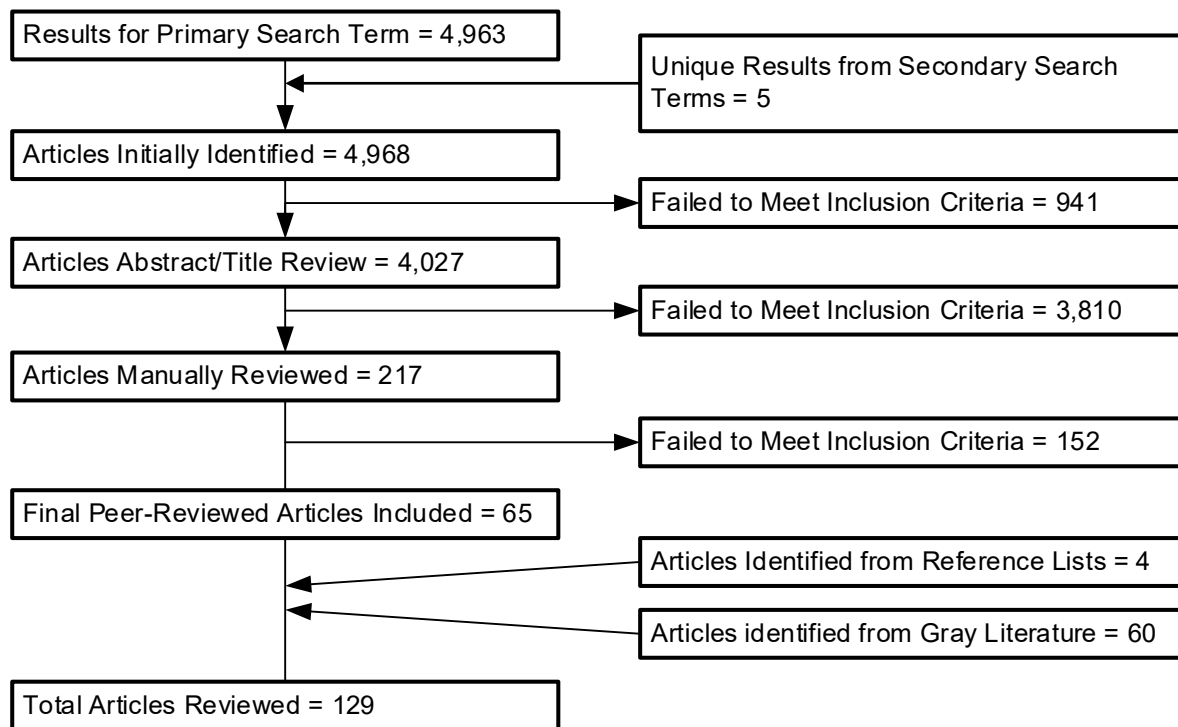 Results for Primary Search Term = 4,963
Unique Results from Secondary Search
Terms = 5
Articles Initially Identified = 4,968
Failed to Meet Inclusion Criteria = 941
Articles Abstract/Title Review = 4,027
Failed to Meet Inclusion Criteria = 3,810
Articles Manually Reviewed = 217
Failed to Meet Inclusion Criteria = 152
Final Peer-Reviewed Articles Included = 65
Articles Identified from Reference Lists = 4
Articles identified from Gray Literature = 60
Total Articles Reviewed = 129